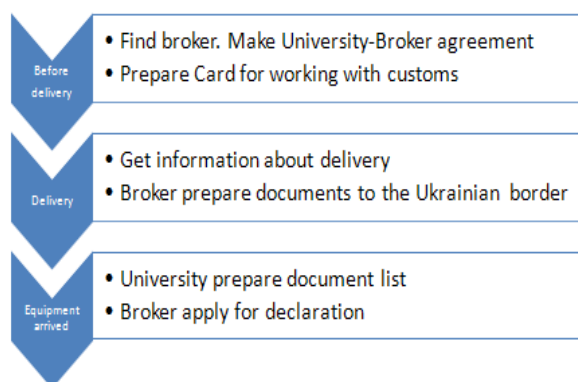 Before
delivery
• Find broker. Make University-Broker agreement
• Prepare Card for working with customs
Delivery
• Get information about delivery
• Broker prepare documents to the Ukrainian border
Equipment
arrived
• University prepare document list
• Broker apply for declaration